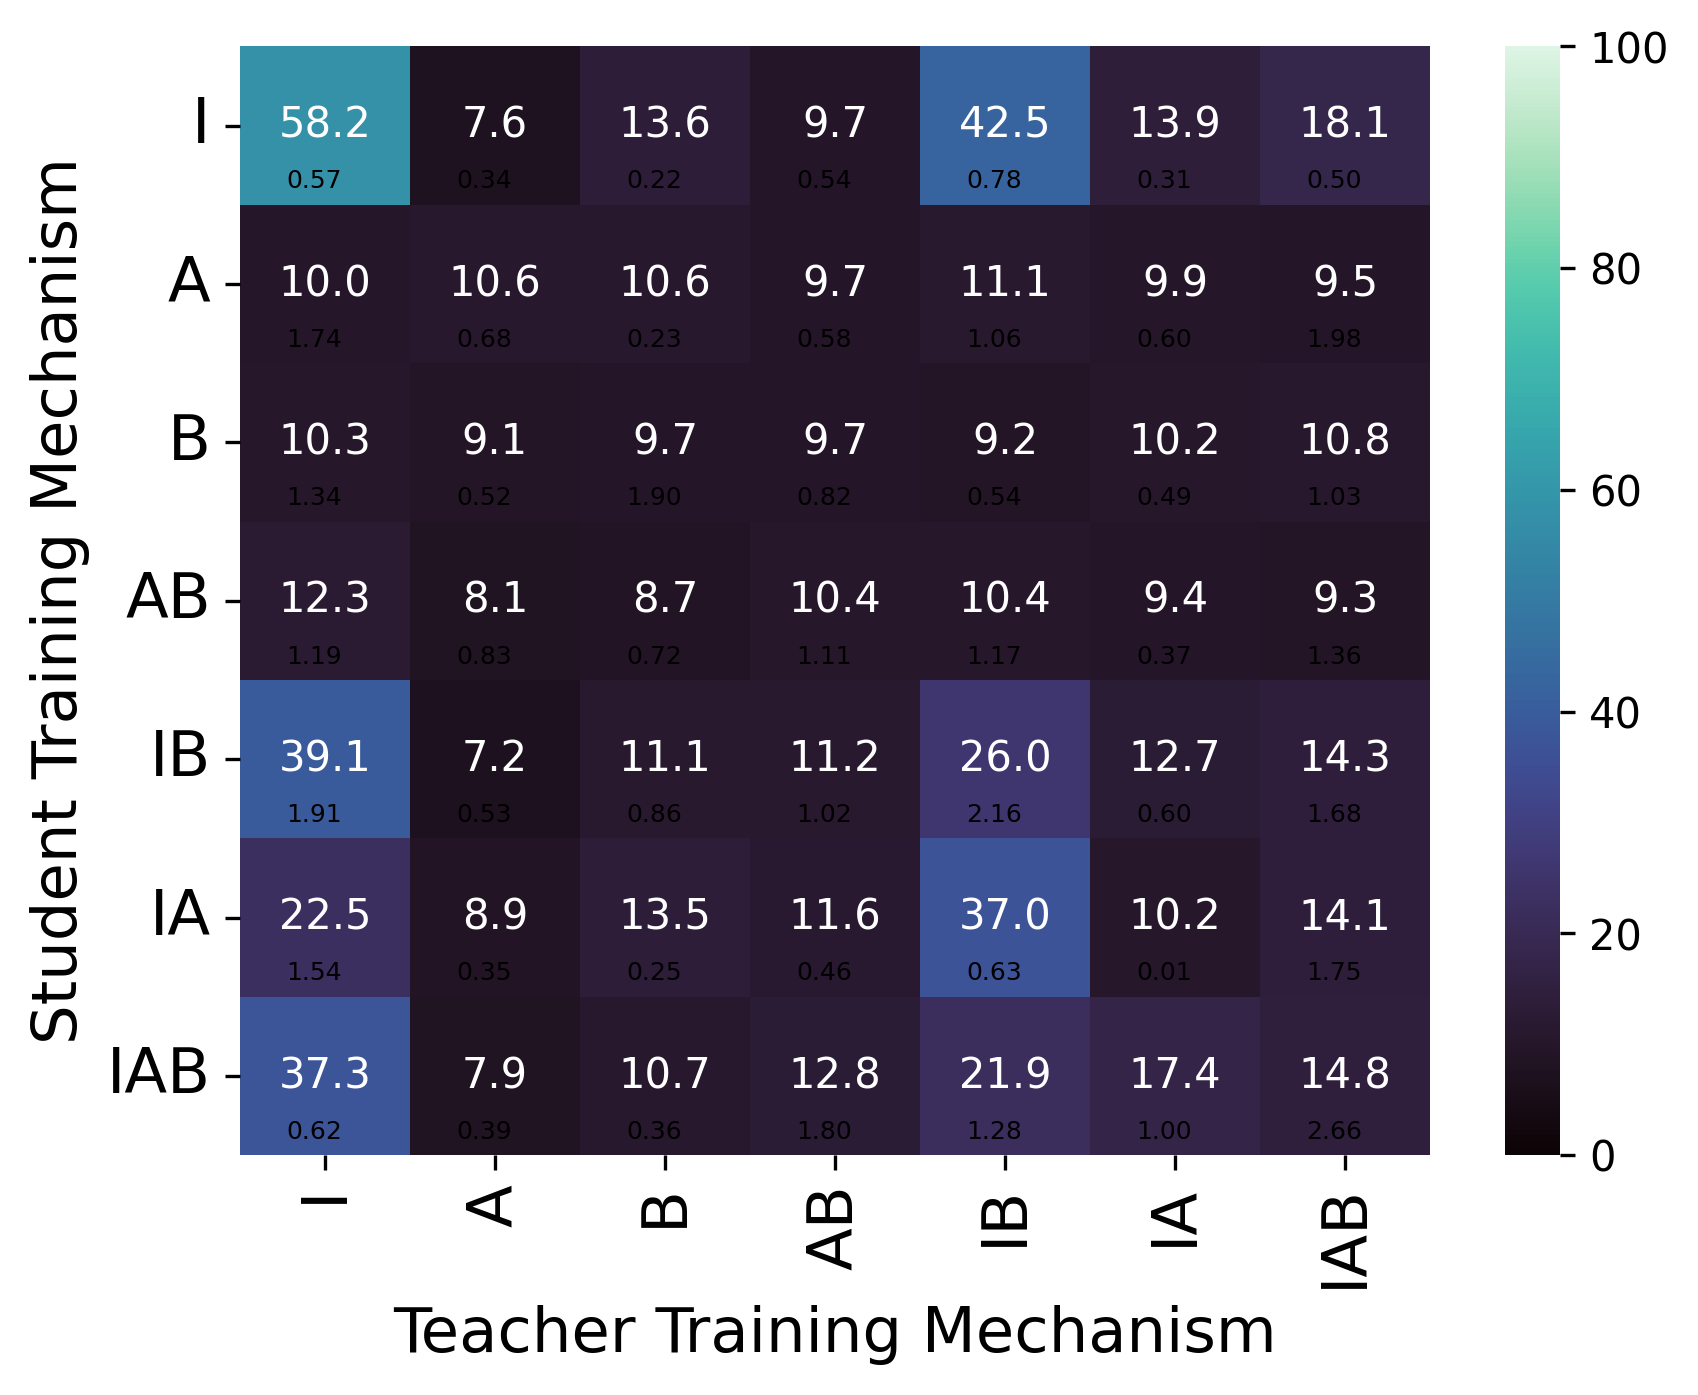 Student Training Mechanism
I 58.2 7.6 13.6 9.7 42.5 13.9 18.1
0.57 0.34 0.22 0.54 0.78 0.31 0.50
A 10.0 10.6 10.6 9.7 11.1 9.9 9.5
1.74 0.68 0.23 0.58 1.06 0.60 1.98
B 10.3 9.1 9.7 9.7 9.2 10.2 10.8
1.34 0.52 1.90 0.82 0.54 0.49 1.03
AB 12.3 8.1 8.7 10.4 10.4 9.4 9.3
1.19 0.83 0.72 1.11 1.17 0.37 1.36
IB 39.1 7.2 11.1 11.2 26.0 12.7 14.3
1.91 0.53 0.86 1.02 2.16 0.60 1.68
IA 22.5 8.9 13.5 11.6 37.0 10.2 14.1
1.54 0.35 0.25 0.46 0.63 0.01 1.75
IAB 37.3 7.9 10.7 12.8 21.9 17.4 14.8
0.62 0.39 0.36 1.80 1.28 1.00 2.66
I A B AB IB IA IAB
Teacher Training Mechanism
100
80
60
40
20
0